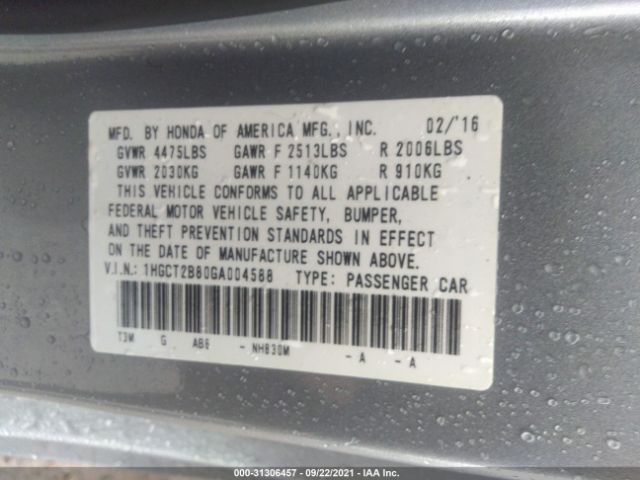 MFD. BY HONDA OF AMERICA MFG., INC. 02/'16
GVWR 4475LBS GAWR F 2513LBS R 2006LBS
GVWR 2030KG GAWR F 1140KG R 910KG
THIS VEHICLE CONFORMS TO ALL APPLICABLE
FEDERAL MOTOR VEHICLE SAFETY, BUMPER,
AND THEFT PREVENTION STANDARDS IN EFFECT
ON THE DATE OF MANUFACTURE SHOWN ABOVE.
V.I.N.: 1HGCT2B80GA004588 TYPE: PASSENGER CAR
T3M G AB6 - NH830M - A - A
000-31306457 - 09/22/2021 - IAA Inc.